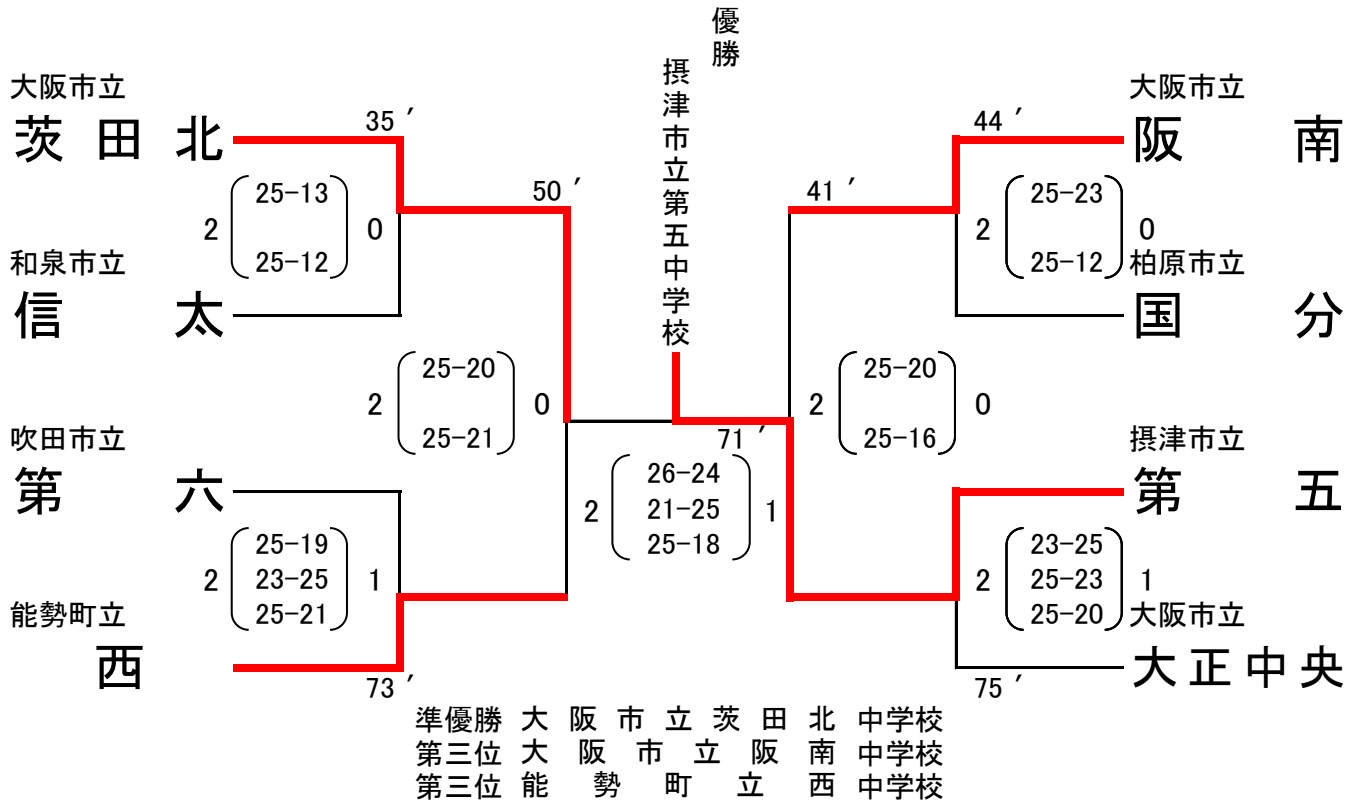 優勝
摂津市立第五中学校
大阪市立
茨田北
35 ′
2
25-13
25-12
0
和泉市立
信太
50 ′
2
25-20
25-21
0
吹田市立
第六
2
25-19
23-25
25-21
1
能勢町立
西
73 ′
71 ′
2
26-24
21-25
25-18
1
大阪市立
阪南
44 ′
2
25-23
25-12
0
柏原市立
国分
41 ′
2
25-20
25-16
0
摂津市立
第五
2
23-25
25-23
25-20
1
大阪市立
大正中央
75 ′
準優勝 大阪市立茨田北 中学校
第三位 大阪市立阪南 中学校
第三位 能勢町立西 中学校